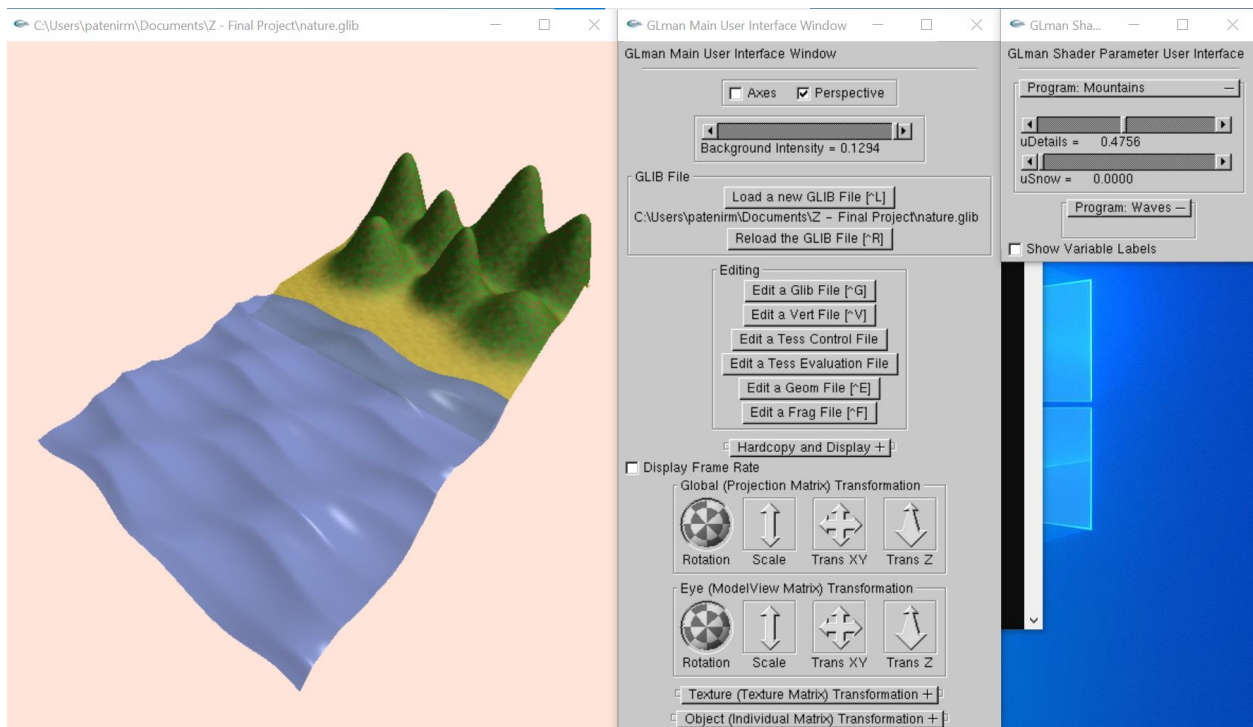 C:\Users\patenirm\Documents\Z - Final Project\nature.glib
GLman Main User Interface Window
GLman Sha...
GLman Main User Interface Window
Axes
Perspective
Background Intensity = 0.1294
GLIB File
Load a new GLIB File [^L]
C:\Users\patenirm\Documents\Z - Final Project\nature.glib
Reload the GLIB File [^R]
Editing
Edit a Glib File [^G]
Edit a Vert File [^V]
Edit a Tess Control File
Edit a Tess Evaluation File
Edit a Geom File [^E]
Edit a Frag File [^F]
Hardcopy and Display +
Display Frame Rate
Global (Projection Matrix) Transformation
Rotation Scale Trans XY Trans Z
Eye (ModelView Matrix) Transformation
Rotation Scale Trans XY Trans Z
Texture (Texture Matrix) Transformation +
Object (Individual Matrix) Transformation +
GLman Shader Parameter User Interface
Program: Mountains —
uDetails = 0.4756
uSnow = 0.0000
Program: Waves —
Show Variable Labels